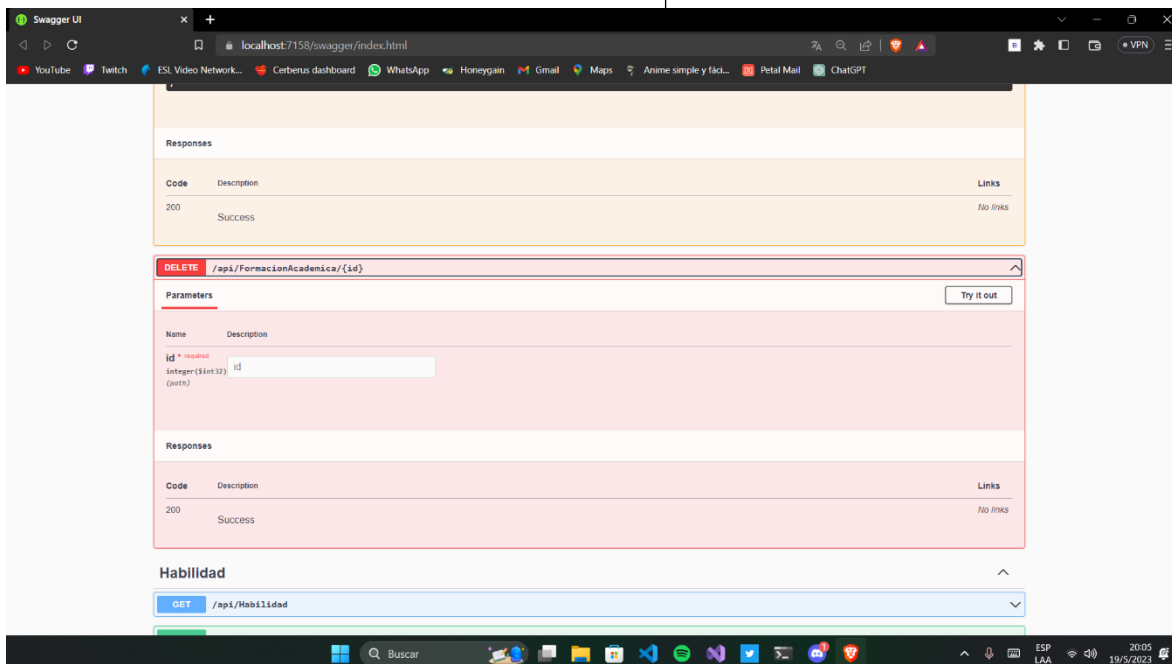 Swagger UI
localhost:7158/swagger/index.html
VPN
YouTube Twitch ESL Video Network... Cerberus dashboard WhatsApp Honeygain Gmail Maps Anime simple y fáci... Petal Mail ChatGPT
}
Responses
Code Description Links
200 Success No links
DELETE /api/FormacionAcademica/{id}
Parameters Try it out
Name Description
id * required
integer($int32) id
(path)
Responses
Code Description Links
200 Success No links
Habilidad
GET /api/Habilidad
Buscar
ESP 20:05
LAA 19/5/2023